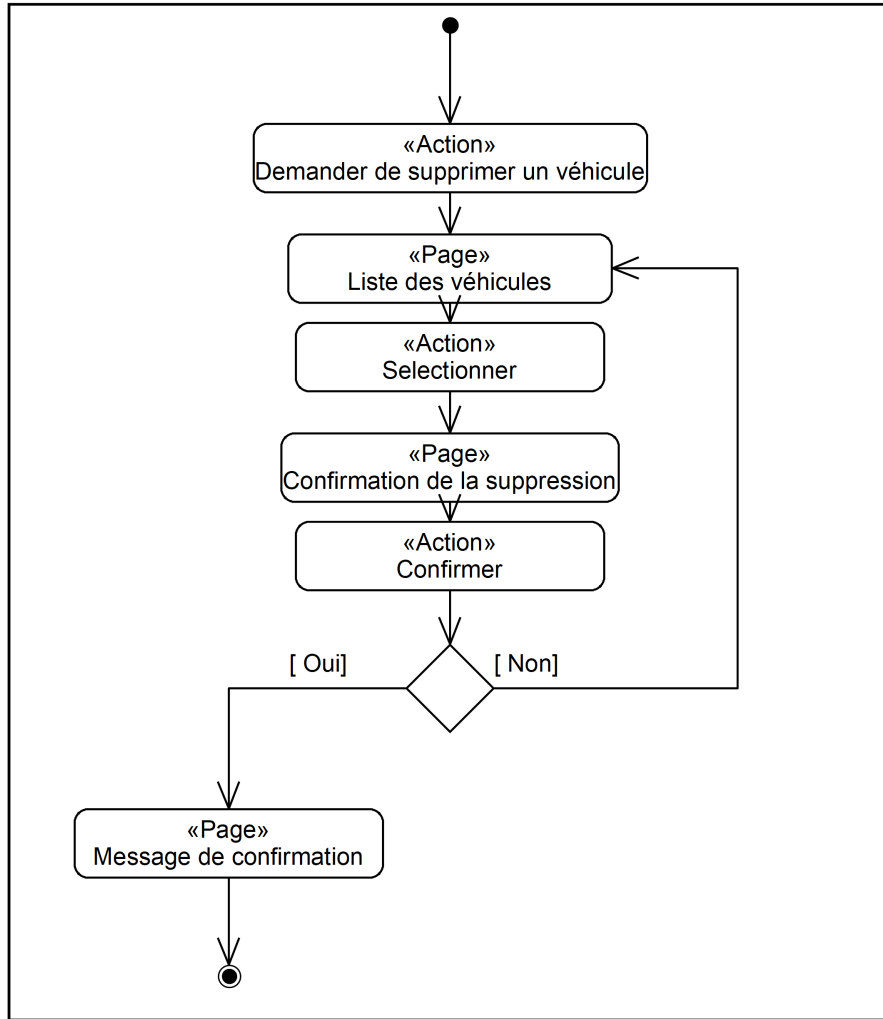 «Action»
Demander de supprimer un véhicule
«Page»
Liste des véhicules
«Action»
Selectionner
«Page»
Confirmation de la suppression
«Action»
Confirmer
[ Oui]
[ Non]
«Page»
Message de confirmation